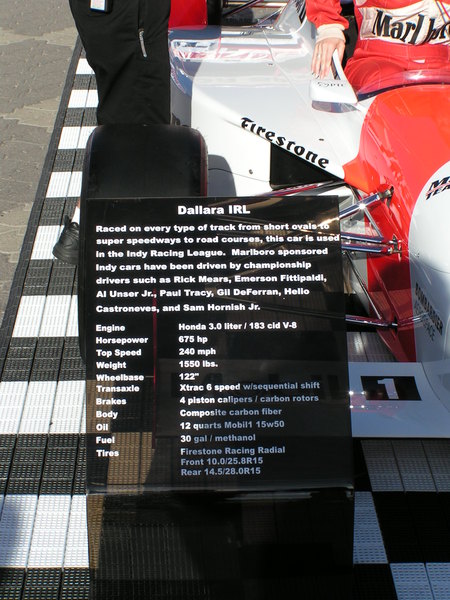 Marl
Firestone
Dallara IRL
Raced on every type of track from short ovals to
super speedways to road courses, this car is used
in the Indy Racing League. Marlboro sponsored
Indy cars have been driven by championship
drivers such as Rick Mears, Emerson Fittipaldi,
Al Unser Jr., Paul Tracy, Gil DeFerran, Helio
Castroneves, and Sam Hornish Jr.
Engine Honda 3.0 liter / 183 cid V-8
Horsepower 675 hp
Top Speed 240 mph
Weight 1550 lbs.
Wheelbase 122"
Transaxle Xtrac 6 speed w/sequential shift
Brakes 4 piston calipers / carbon rotors
Body Composite carbon fiber
Oil 12 quarts Mobil1 15w50
Fuel 30 gal / methanol
Tires Firestone Racing Radial
Front 10.0/25.8R15
Rear 14.5/28.0R15
1